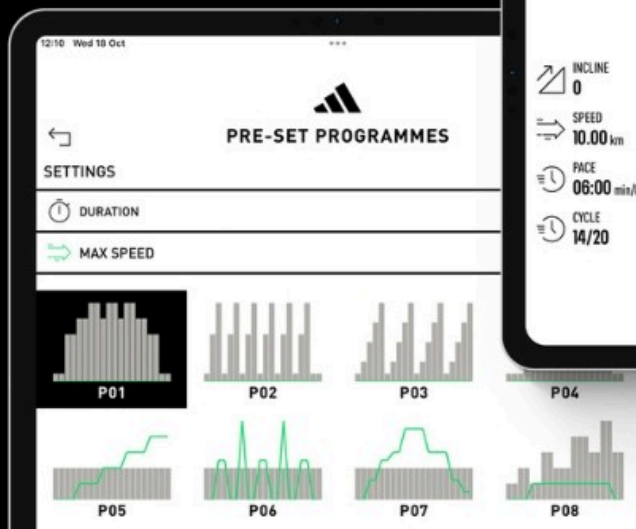 12:10 Wed 18 Oct
PRE-SET PROGRAMMES
SETTINGS
DURATION
MAX SPEED
P01
P02
P03
P04
P05
P06
P07
P08
INCLINE
0
SPEED
10.00 km
PACE
06:00
CYCLE
14/20